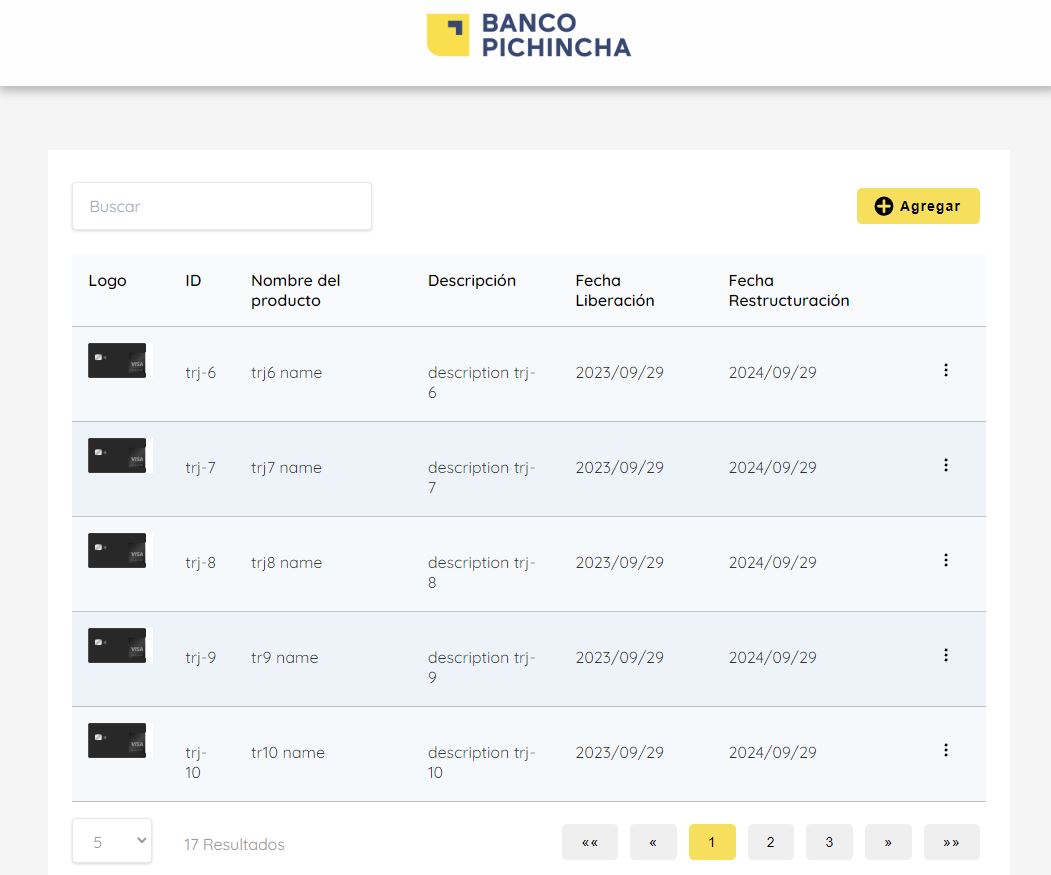 BANCO
PICHINCHA
Buscar
Agregar
Logo ID Nombre del producto Descripción Fecha Liberación Fecha Restructuración
VISA
trj-6 trj6 name description trj-6 2023/09/29 2024/09/29
VISA
trj-7 trj7 name description trj-7 2023/09/29 2024/09/29
VISA
trj-8 trj8 name description trj-8 2023/09/29 2024/09/29
VISA
trj-9 tr9 name description trj-9 2023/09/29 2024/09/29
VISA
trj-10 tr10 name description trj-10 2023/09/29 2024/09/29
5 17 Resultados «« « 1 2 3 » »»